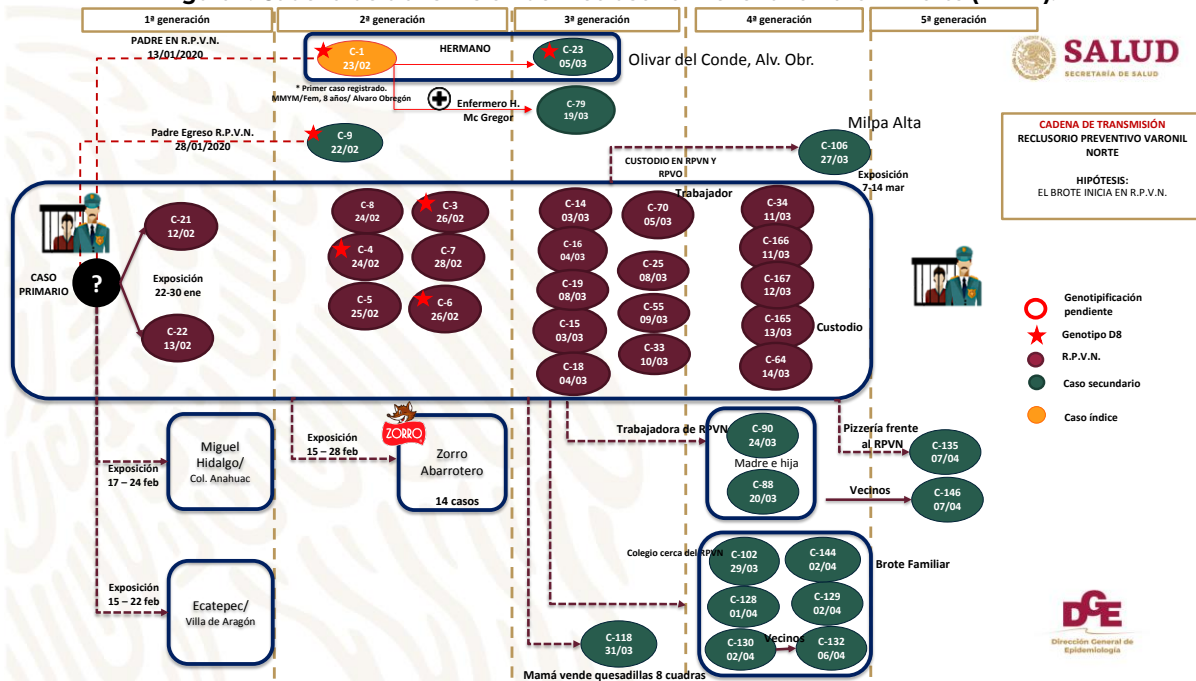 1ª generación
2ª generación
3ª generación
4ª generación
5ª generación
PADRE EN R.P.V.N.
13/01/2020
C-1
23/02
HERMANO
C-23
05/03
Olivar del Conde, Alv. Obr.
* Primer caso registrado.
MMYM/Fem, 8 años/ Alvaro Obregón
Enfermero H.
Mc Gregor
C-79
19/03
Padre Egreso R.P.V.N.
28/01/2020
C-9
22/02
Milpa Alta
C-106
27/03
CUSTODIO EN RPVN Y
RPVO
Exposición
7-14 mar
SALUD
SECRETARÍA DE SALUD
CADENA DE TRANSMISIÓN
RECLUSORIO PREVENTIVO VARONIL
NORTE
HIPÓTESIS:
EL BROTE INICIA EN R.P.V.N.
CASO
PRIMARIO
?
C-21
12/02
Exposición
22-30 ene
C-22
13/02
C-8
24/02
C-3
26/02
C-4
24/02
C-7
28/02
C-5
25/02
C-6
26/02
Trabajador
C-14
03/03
C-70
05/03
C-16
04/03
C-25
08/03
C-19
08/03
C-55
09/03
C-15
03/03
C-33
10/03
C-18
04/03
C-34
11/03
C-166
11/03
C-167
12/03
C-165
13/03
Custodio
C-64
14/03
Genotipificación
pendiente
Genotipo D8
R.P.V.N.
Caso secundario
Caso índice
Exposición
17 – 24 feb
Miguel
Hidalgo/
Col. Anahuac
Exposición
15 – 28 feb
ZORRO
Zorro
Abarrotero
14 casos
Trabajadora de RPVN
C-90
24/03
Madre e hija
C-88
20/03
Pizzería frente
al RPVN
C-135
07/04
Vecinos
C-146
07/04
Exposición
15 – 22 feb
Ecatepec/
Villa de Aragón
Colegio cerca del RPVN
C-102
29/03
C-144
02/04
Brote Familiar
C-128
01/04
C-129
02/04
C-130
02/04
Vecinos
C-132
06/04
C-118
31/03
Mamá vende quesadillas 8 cuadras
DGE
Dirección General de
Epidemiología